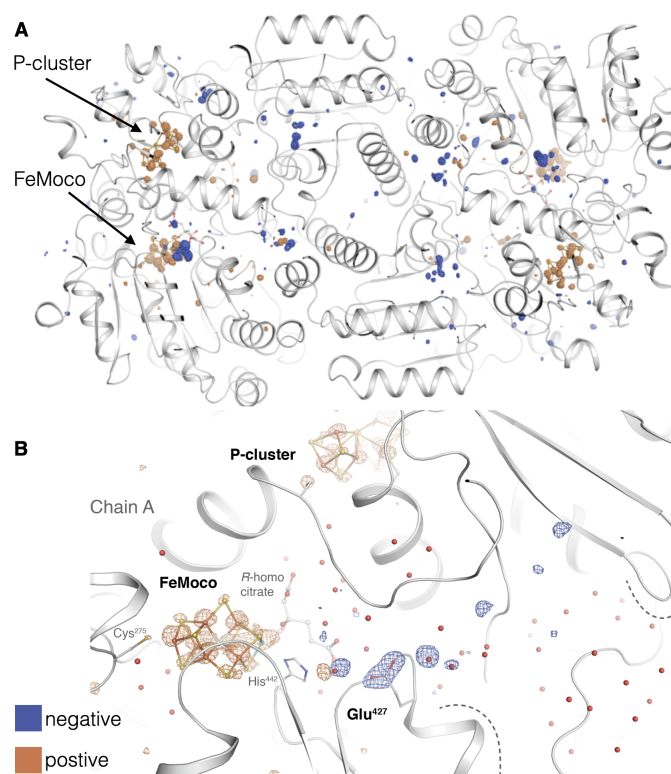 A
P-cluster
FeMoco
B
P-cluster
Chain A
FeMoco
R-homo
citrate
Cys275
His442
Glu427
negative
postive